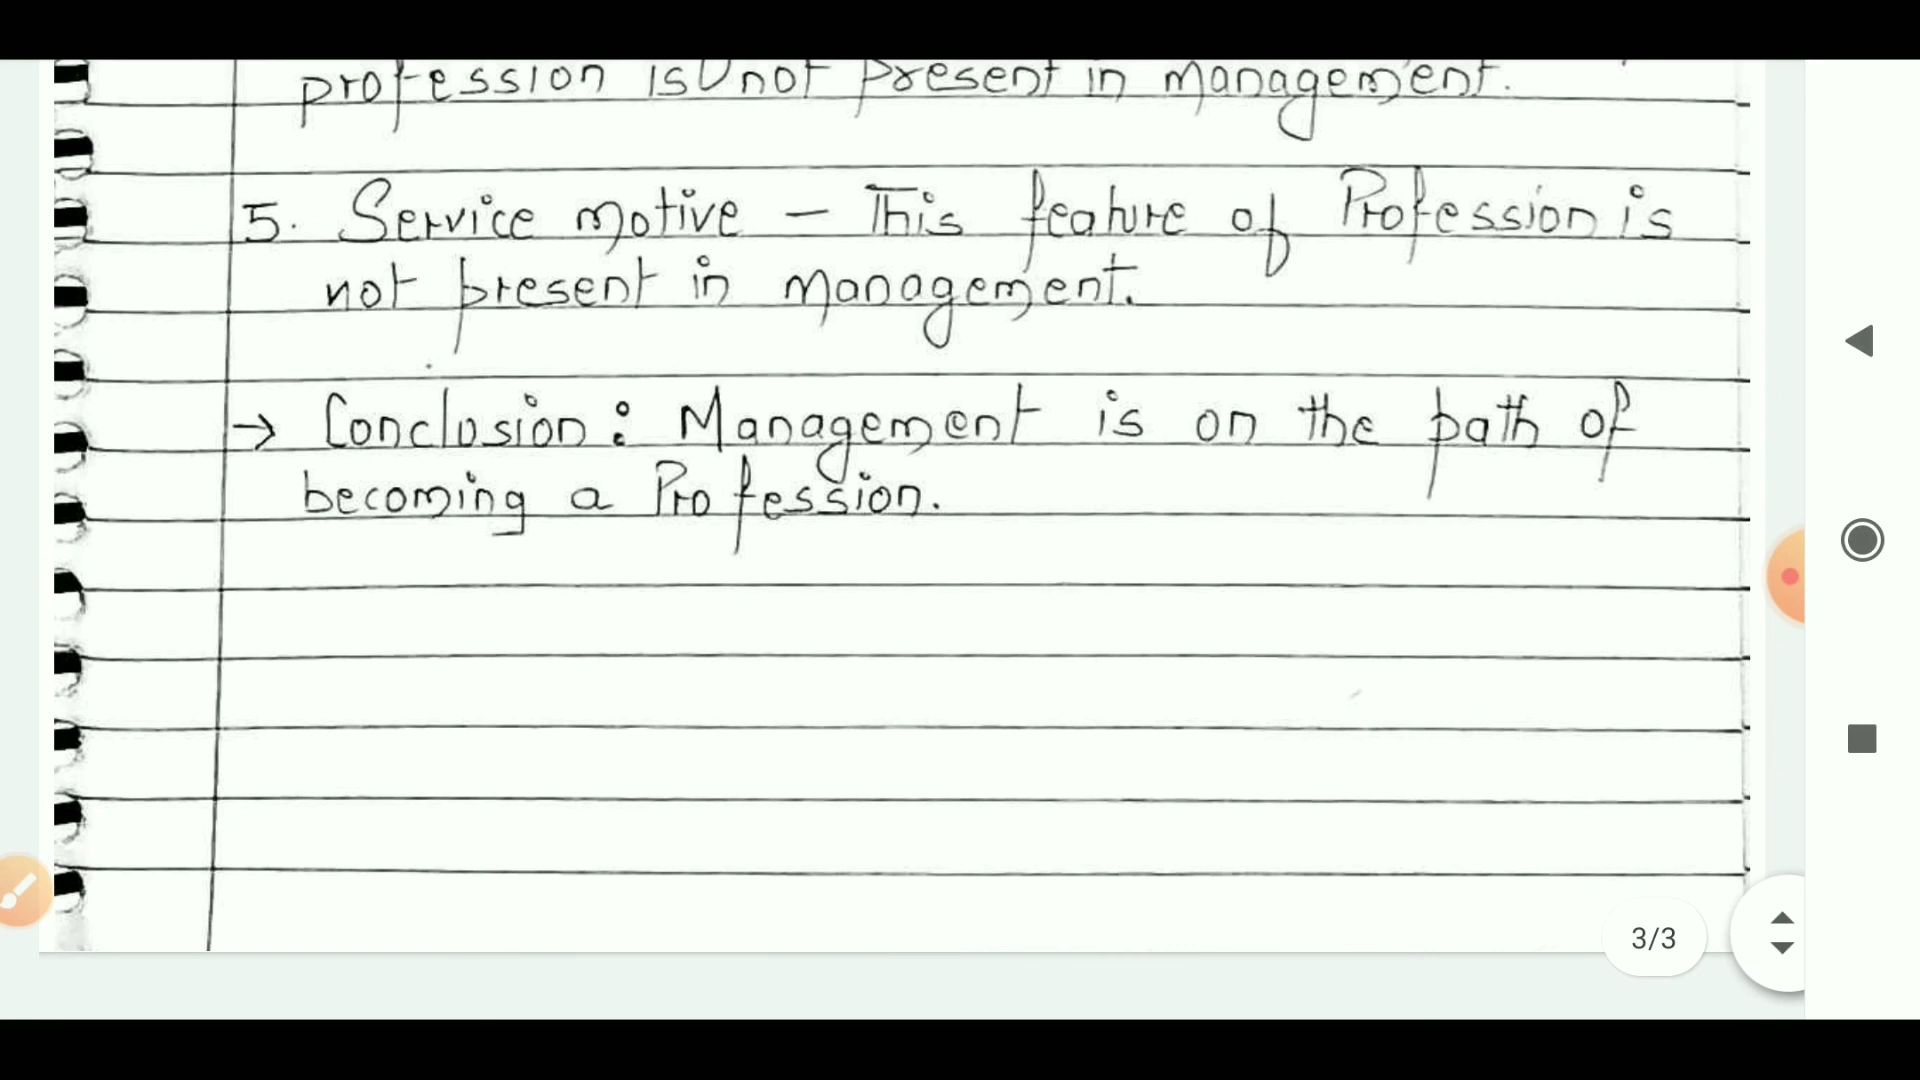 profession is not present in management.
5. Service motive – This feature of Profession is
not present in management.
→ Conclusion: Management is on the path of
becoming a Profession.
3/3